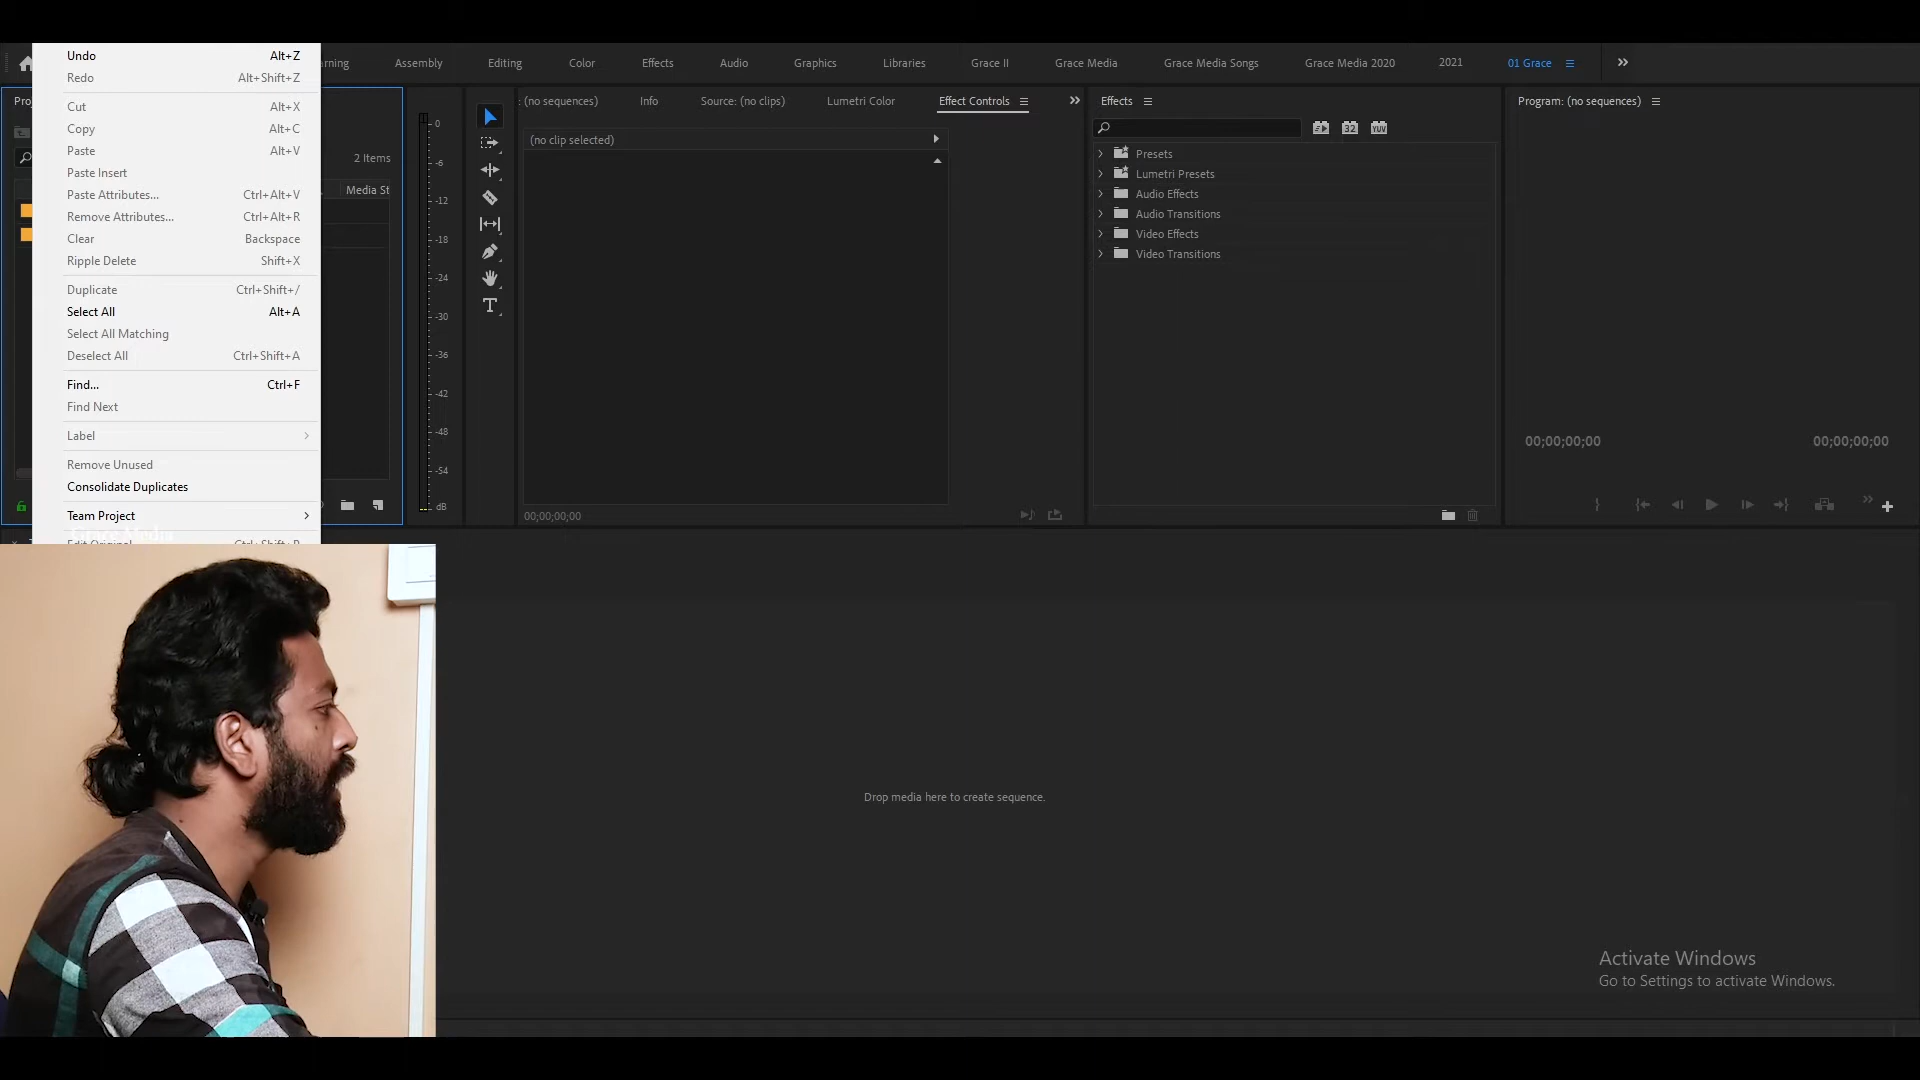 Undo Alt+Z
Redo Alt+Shift+Z
Cut Alt+X
Copy Alt+C
Paste Alt+V
Paste Insert
Paste Attributes... Ctrl+Alt+V
Remove Attributes... Ctrl+Alt+R
Clear Backspace
Ripple Delete Shift+X
Duplicate Ctrl+Shift+/
Select All Alt+A
Select All Matching
Deselect All Ctrl+Shift+A
Find... Ctrl+F
Find Next
Label
Remove Unused
Consolidate Duplicates
Team Project
Grace Media
Edit Original Ctrl+Shift+P
rning Assembly Editing Color Effects Audio Graphics Libraries Grace II Grace Media Grace Media Songs Grace Media 2020 2021 01 Grace
Proj
2 Items
Media St
0
-6
-12
-18
-24
-30
-36
-42
-48
-54
dB
: (no sequences) Info Source: (no clips) Lumetri Color Effect Controls
(no clip selected)
00;00;00;00
Effects
32 YUV
Presets
Lumetri Presets
Audio Effects
Audio Transitions
Video Effects
Video Transitions
Program: (no sequences)
00;00;00;00 00;00;00;00
Drop media here to create sequence.
Activate Windows
Go to Settings to activate Windows.